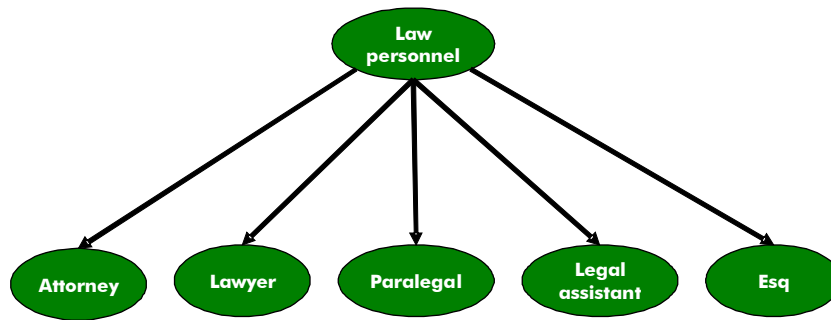 Law
personnel
Attorney
Lawyer
Paralegal
Legal
assistant
Esq